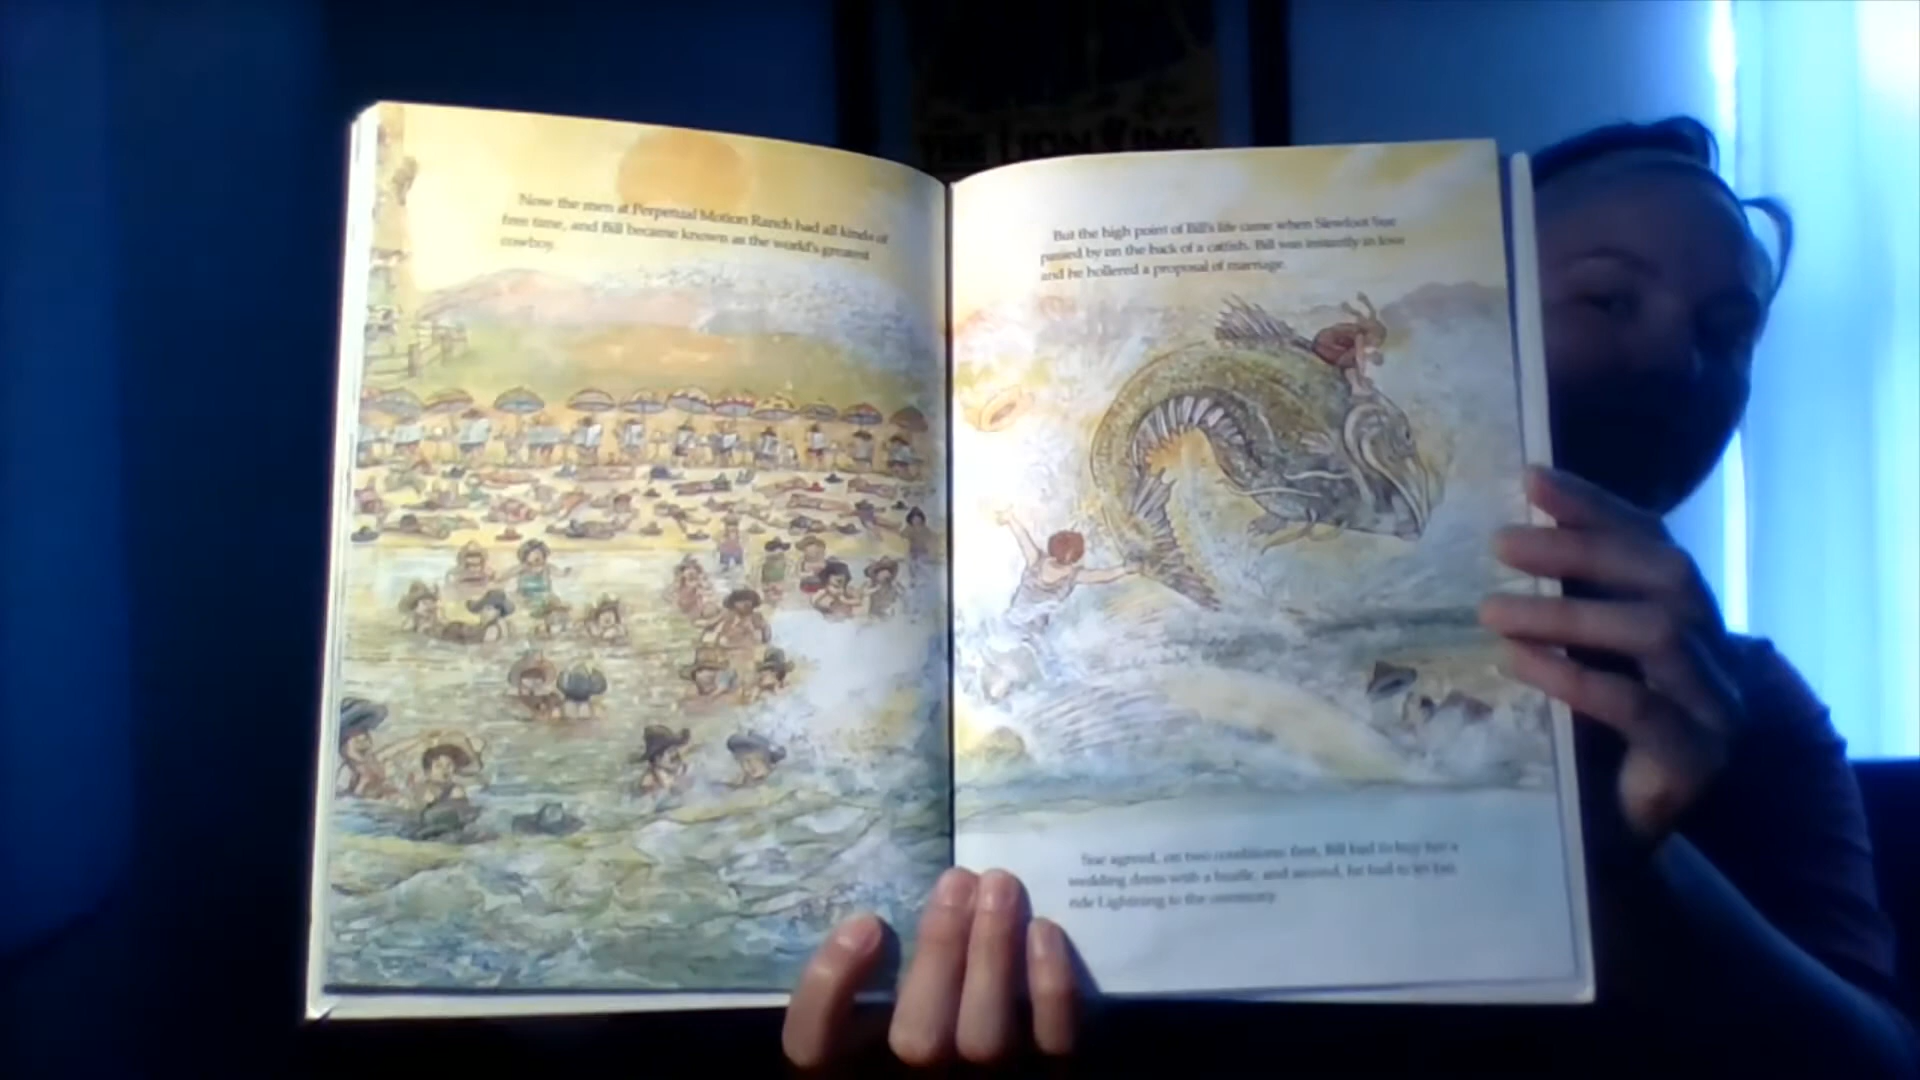 THE LION KING
Now the men at Perpetual Motion Ranch had all kinds of
free time, and Bill became known as the world's greatest
cowboy.
But the high point of Bill's life came when Slewfoot Sue
passed by on the back of a catfish. Bill was instantly in love
and he hollered a proposal of marriage.
Sue agreed, on two conditions: first, Bill had to buy her a
wedding dress with a bustle, and second, he had to let her
ride Lightning to the ceremony.